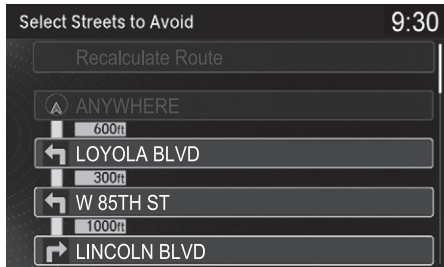 Select Streets to Avoid 9:30
Recalculate Route
ANYWHERE
600ft
LOYOLA BLVD
300ft
W 85TH ST
1000ft
LINCOLN BLVD